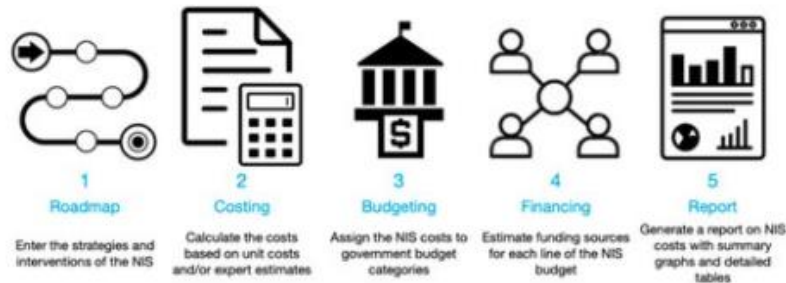 1
Roadmap
Enter the strategies and
interventions of the NIS
2
Costing
Calculate the costs
based on unit costs
and/or expert estimates
$
3
Budgeting
Assign the NIS costs to
government budget
categories
4
Financing
Estimate funding sources
for each line of the NIS
budget
5
Report
Generate a report on NIS
costs with summary
graphs and detailed
tables